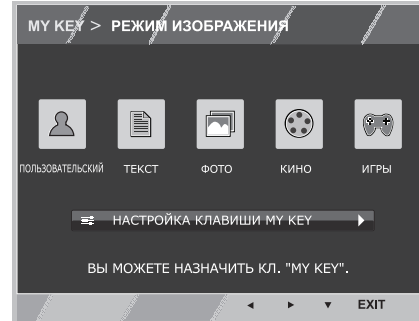 MY KEY > РЕЖИМ ИЗОБРАЖЕНИЯ
ПОЛЬЗОВАТЕЛЬСКИЙ ТЕКСТ ФОТО КИНО ИГРЫ
НАСТРОЙКА КЛАВИШИ MY KEY
ВЫ МОЖЕТЕ НАЗНАЧИТЬ КЛ. "MY KEY".
EXIT